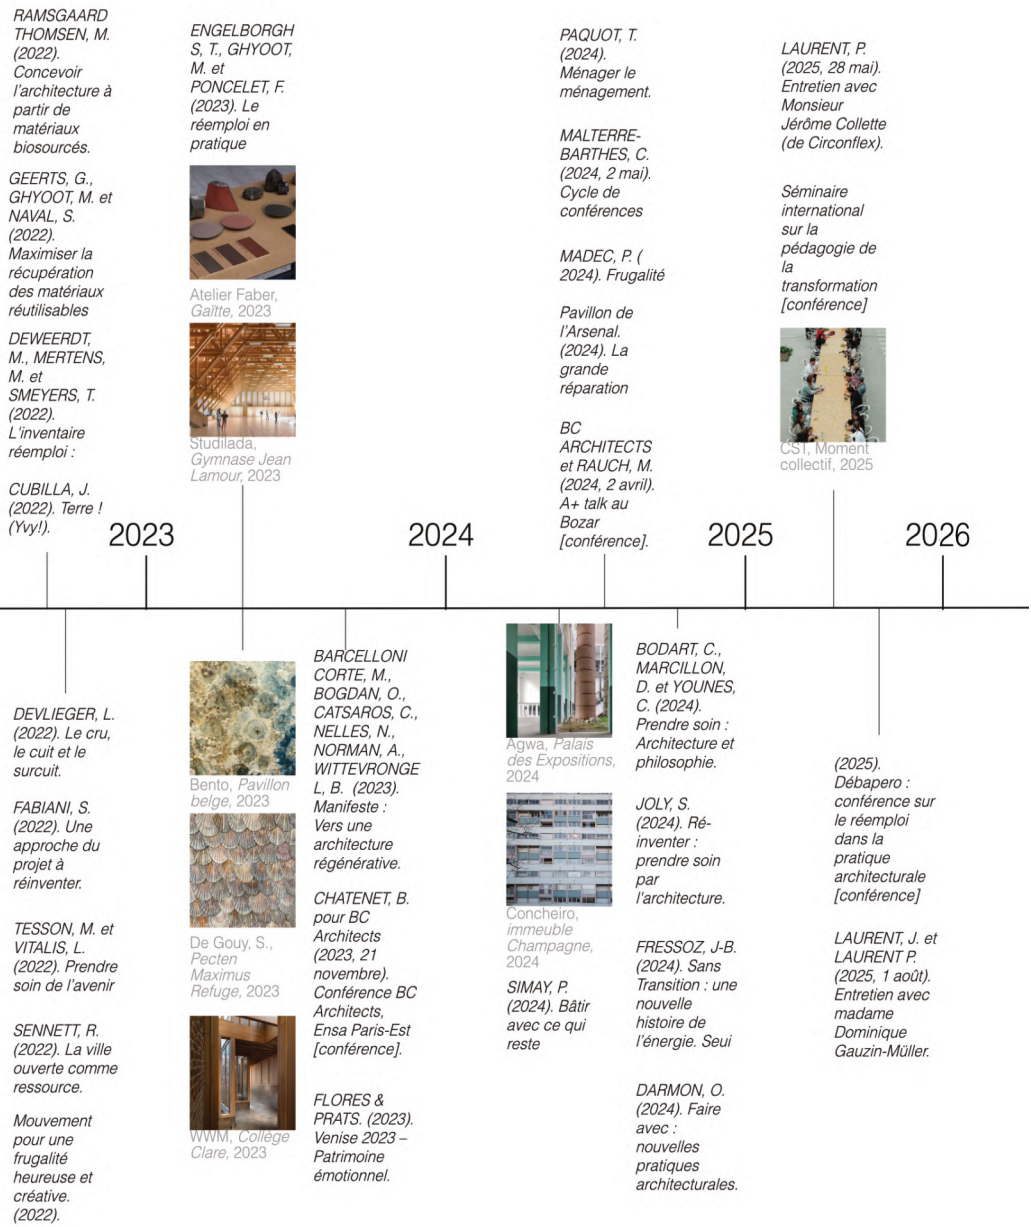 RAMSGAARD
THOMSEN, M.
(2022).
Concevoir
l'architecture à
partir de
matériaux
biosourcés.
GEERTS, G.,
GHYOOT, M. et
NAVAL, S.
(2022).
Maximiser la
récupération
des matériaux
réutilisables
DEWEERDT,
M., MERTENS,
M. et
SMEYERS, T.
(2022).
L'inventaire
réemploi :
CUBILLA, J.
(2022). Terre !
(Yvy!).
ENGELBORGH
S, T., GHYOOT,
M. et
PONCELET, F.
(2023). Le
réemploi en
pratique
Atelier Faber,
Gaïtte, 2023
Studilada,
Gymnase Jean
Lamour, 2023
PAQUOT, T.
(2024).
Ménager le
ménagement.
MALTERRE-
BARTHES, C.
(2024, 2 mai).
Cycle de
conférences
MADEC, P. (
2024). Frugalité
Pavillon de
l'Arsenal.
(2024). La
grande
réparation
BC
ARCHITECTS
et RAUCH, M.
(2024, 2 avril).
A+ talk au
Bozar
[conférence].
LAURENT, P.
(2025, 28 mai).
Entretien avec
Monsieur
Jérôme Collette
(de Circonflex).
Séminaire
international
sur la
pédagogie de
la
transformation
[conférence]
CST, Moment
collectif, 2025
2023
2024
2025
2026
DEVLIEGER, L.
(2022). Le cru,
le cuit et le
surcuit.
FABIANI, S.
(2022). Une
approche du
projet à
réinventer.
TESSON, M. et
VITALIS, L.
(2022). Prendre
soin de l'avenir
SENNETT, R.
(2022). La ville
ouverte comme
ressource.
Mouvement
pour une
frugalité
heureuse et
créative.
(2022).
Bento, Pavillon
belge, 2023
De Gouy, S.,
Pecten
Maximus
Refuge, 2023
WWM, Collège
Clare, 2023
BARCELLONI
CORTE, M.,
BOGDAN, O.,
CATSAROS, C.,
NELLES, N.,
NORMAN, A.,
WITTEVRONGE
L, B. (2023).
Manifeste :
Vers une
architecture
régénérative.
CHATENET, B.
pour BC
Architects
(2023, 21
novembre).
Conférence BC
Architects,
Ensa Paris-Est
[conférence].
FLORES &
PRATS. (2023).
Venise 2023 –
Patrimoine
émotionnel.
Agwa, Palais
des Expositions,
2024
Concheiro,
immeuble
Champagne,
2024
SIMAY, P.
(2024). Bâtir
avec ce qui
reste
BODART, C.,
MARCILLON,
D. et YOUNES,
C. (2024).
Prendre soin :
Architecture et
philosophie.
JOLY, S.
(2024). Ré-
inventer :
prendre soin
par
l'architecture.
FRESSOZ, J-B.
(2024). Sans
Transition : une
nouvelle
histoire de
l'énergie. Seui
DARMON, O.
(2024). Faire
avec :
nouvelles
pratiques
architecturales.
(2025).
Débapero :
conférence sur
le réemploi
dans la
pratique
architecturale
[conférence]
LAURENT, J. et
LAURENT P.
(2025, 1 août).
Entretien avec
madame
Dominique
Gauzin-Müller.